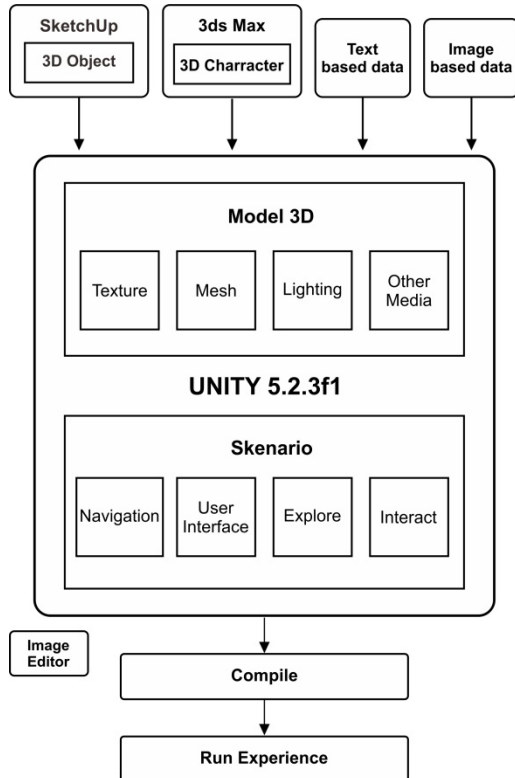 SketchUp
3D Object
3ds Max
3D Charracter
Text
based data
Image
based data
Model 3D
Texture
Mesh
Lighting
Other
Media
UNITY 5.2.3f1
Skenario
Navigation
User
Interface
Explore
Interact
Image
Editor
Compile
Run Experience